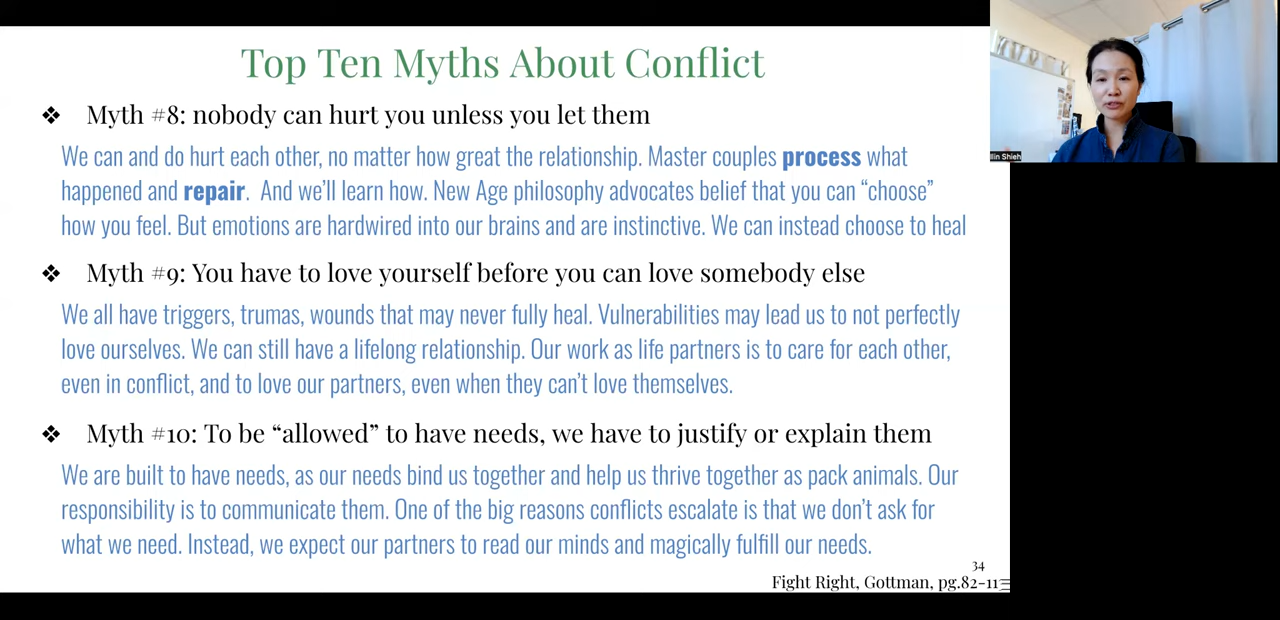 Top Ten Myths About Conflict
❖ Myth #8: nobody can hurt you unless you let them
We can and do hurt each other, no matter how great the relationship. Master couples process what
happened and repair. And we'll learn how. New Age philosophy advocates belief that you can “choose”
how you feel. But emotions are hardwired into our brains and are instinctive. We can instead choose to heal
❖ Myth #9: You have to love yourself before you can love somebody else
We all have triggers, trumas, wounds that may never fully heal. Vulnerabilities may lead us to not perfectly
love ourselves. We can still have a lifelong relationship. Our work as life partners is to care for each other,
even in conflict, and to love our partners, even when they can't love themselves.
❖ Myth #10: To be “allowed” to have needs, we have to justify or explain them
We are built to have needs, as our needs bind us together and help us thrive together as pack animals. Our
responsibility is to communicate them. One of the big reasons conflicts escalate is that we don't ask for
what we need. Instead, we expect our partners to read our minds and magically fulfill our needs.
34
Fight Right, Gottman, pg.82-11
llin Shieh